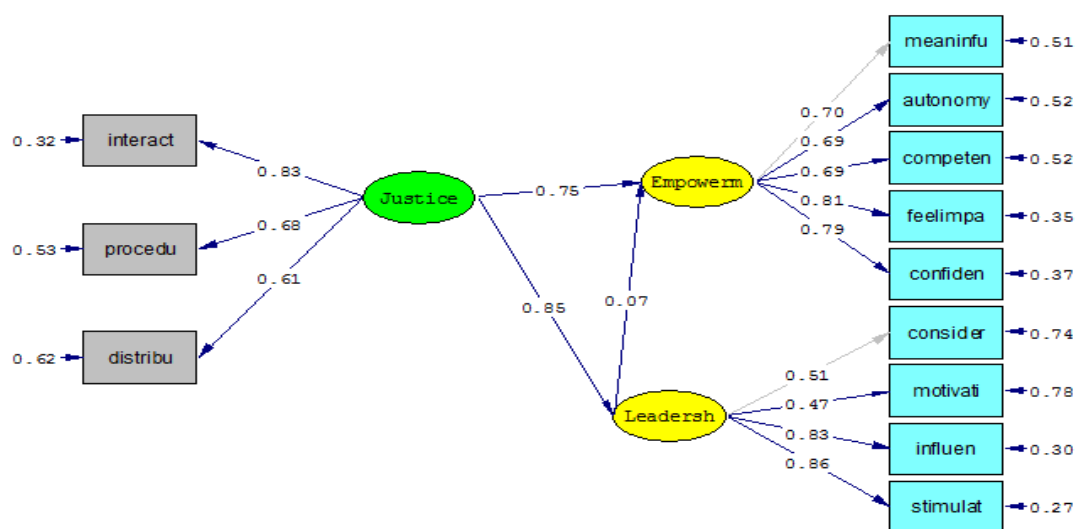 meaninfu
0.51
autonomy
0.52
0.70
0.32
interact
0.69
competen
0.52
0.83
0.69
Justice
0.75
Empowerm
0.81
feelimpa
0.35
0.68
0.79
0.53
procedu
0.61
confiden
0.37
0.85
0.07
consider
0.74
0.62
distribu
0.51
0.47
motivati
0.78
Leadersh
0.83
influen
0.30
0.86
stimulat
0.27